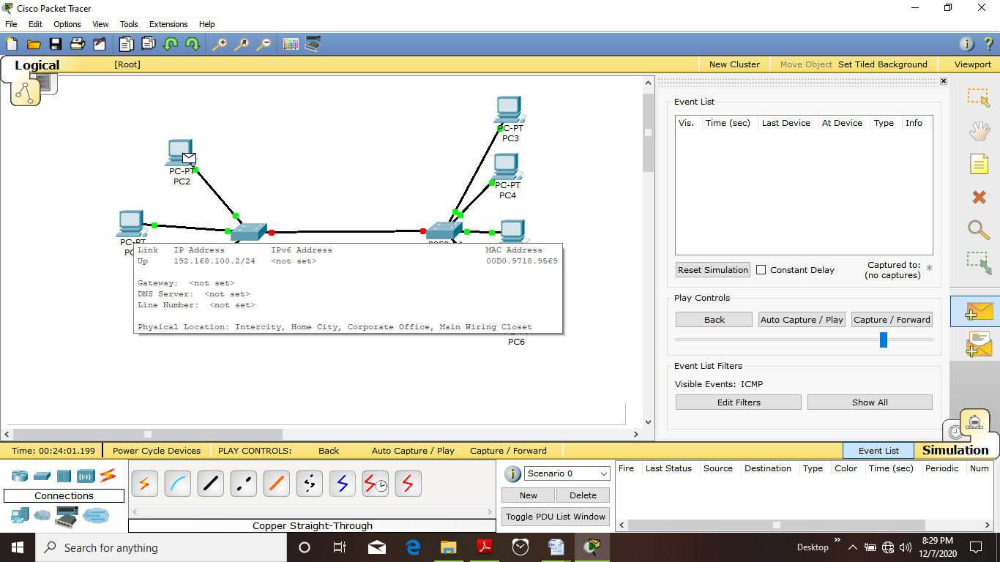 Cisco Packet Tracer
File Edit Options View Tools Extensions Help
Logical [Root] New Cluster Move Object Set Tiled Background Viewport
PC-PT
PC3
PC-PT
PC2
PC-PT
PC4
PC-PT
Link IP Address IPv6 Address MAC Address
Up 192.168.100.2/24 <not set> 00D0.9718.9569
Gateway: <not set>
DNS Server: <not set>
Line Number: <not set>
Physical Location: Intercity, Home City, Corporate Office, Main Wiring Closet
PC6
Event List
Vis. Time (sec) Last Device At Device Type Info
Reset Simulation Constant Delay Captured to: *
(no captures)
Play Controls
Back Auto Capture / Play Capture / Forward
Event List Filters
Visible Events: ICMP
Edit Filters Show All
Time: 00:24:01.199 Power Cycle Devices PLAY CONTROLS: Back Auto Capture / Play Capture / Forward Event List Simulation
Connections
Copper Straight-Through
Scenario 0
New Delete
Toggle PDU List Window
Fire Last Status Source Destination Type Color Time (sec) Periodic Num
Search for anything
Desktop
8:29 PM
12/7/2020